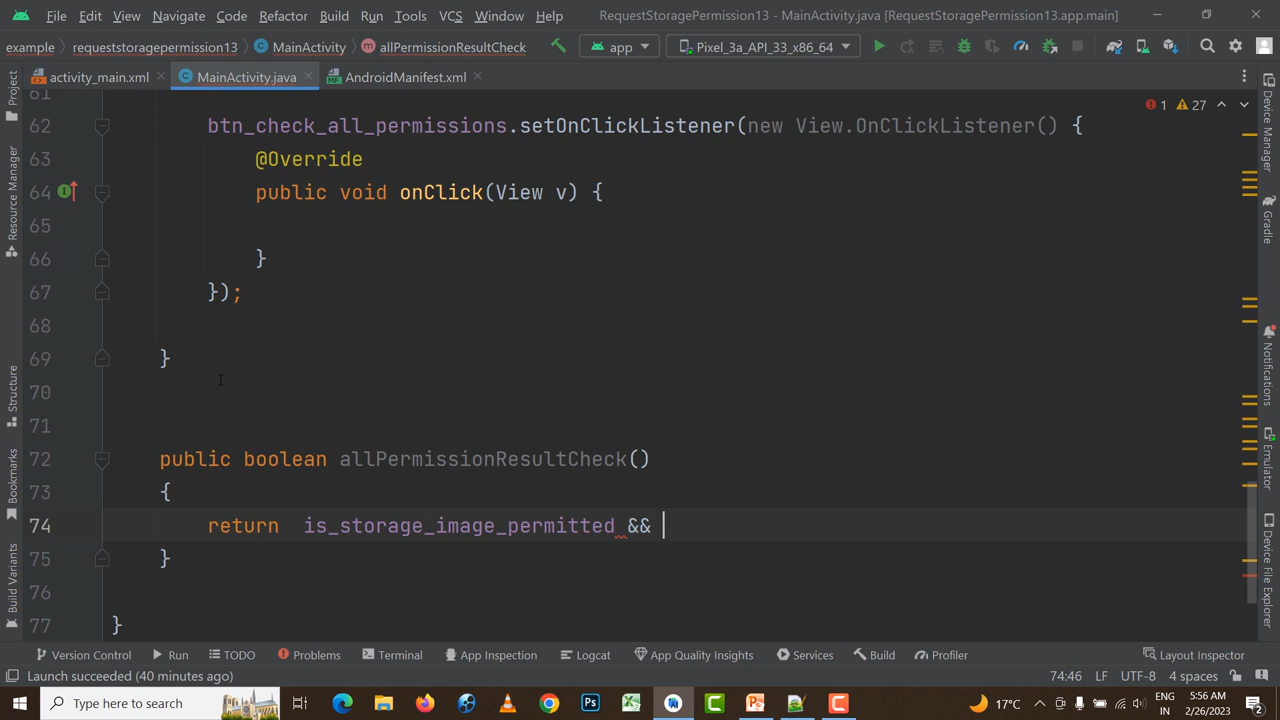 File Edit View Navigate Code Refactor Build Run Tools VCS Window Help RequestStoragePermission13 - MainActivity.java [RequestStoragePermission13.app.main]
example requeststoragepermission13 MainActivity allPermissionResultCheck app Pixel_3a_API_33_x86_64
activity_main.xml MainActivity.java AndroidManifest.xml
1 27
61
62 btn_check_all_permissions.setOnClickListener(new View.OnClickListener() {
63 @Override
64 public void onClick(View v) {
65
66 }
67 });
68
69 }
70
71
72 public boolean allPermissionResultCheck()
73 {
74 return is_storage_image_permitted &&
75 }
76
77 }
Project
Resource Manager
Structure
Bookmarks
Build Variants
Device Manager
Gradle
Notifications
Emulator
Device File Explorer
Version Control Run TODO Problems Terminal App Inspection Logcat App Quality Insights Services Build Profiler Layout Inspector
Launch succeeded (40 minutes ago) 74:46 LF UTF-8 4 spaces
Type here to search 17°C ENG IN 5:56 AM 2/26/2023 2